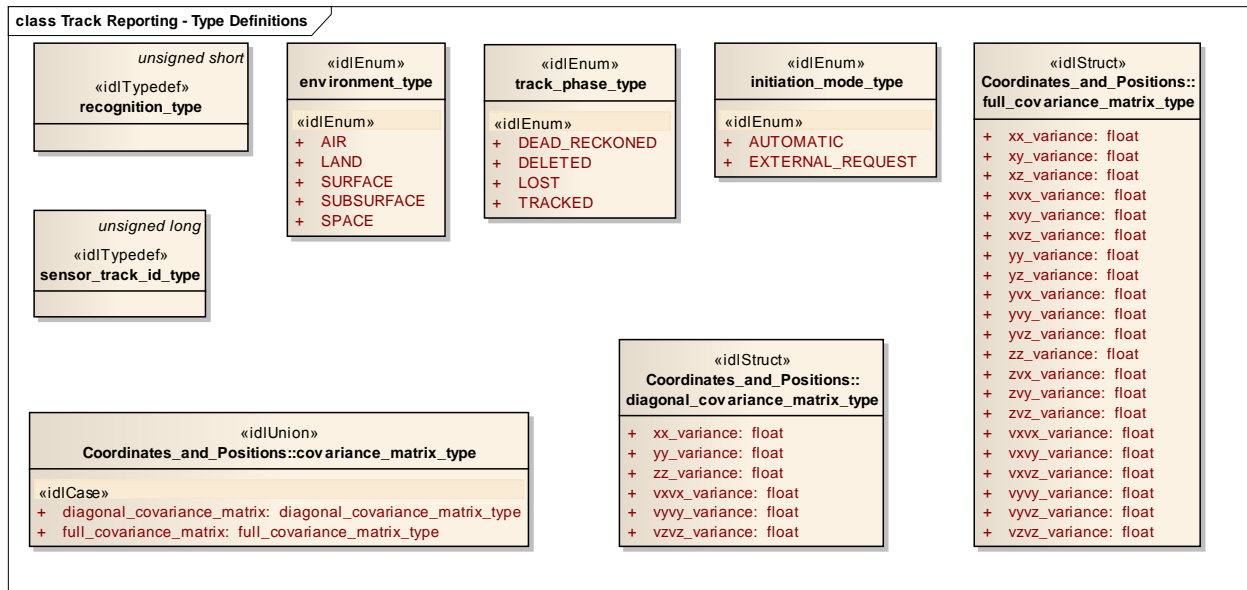 class Track Reporting - Type Definitions
unsigned short
«idlTypedef»
recognition_type
«idlEnum»
environment_type
«idlEnum»
+ AIR
+ LAND
+ SURFACE
+ SUBSURFACE
+ SPACE
«idlEnum»
track_phase_type
«idlEnum»
+ DEAD_RECKONED
+ DELETED
+ LOST
+ TRACKED
«idlEnum»
initiation_mode_type
«idlEnum»
+ AUTOMATIC
+ EXTERNAL_REQUEST
«idlStruct»
Coordinates_and_Positions::
full_covariance_matrix_type
+ xx_variance: float
+ xy_variance: float
+ xz_variance: float
+ xvx_variance: float
+ xvy_variance: float
+ xvz_variance: float
+ yy_variance: float
+ yz_variance: float
+ yvx_variance: float
+ yvy_variance: float
+ yvz_variance: float
+ zz_variance: float
+ zvx_variance: float
+ zvy_variance: float
+ zvz_variance: float
+ vxvx_variance: float
+ vxvy_variance: float
+ vxvz_variance: float
+ vyvy_variance: float
+ vyvz_variance: float
+ vzvz_variance: float
unsigned long
«idlTypedef»
sensor_track_id_type
«idlStruct»
Coordinates_and_Positions::
diagonal_covariance_matrix_type
+ xx_variance: float
+ yy_variance: float
+ zz_variance: float
+ vxvx_variance: float
+ vyvy_variance: float
+ vzvz_variance: float
«idlUnion»
Coordinates_and_Positions::covariance_matrix_type
«idlCase»
+ diagonal_covariance_matrix: diagonal_covariance_matrix_type
+ full_covariance_matrix: full_covariance_matrix_type